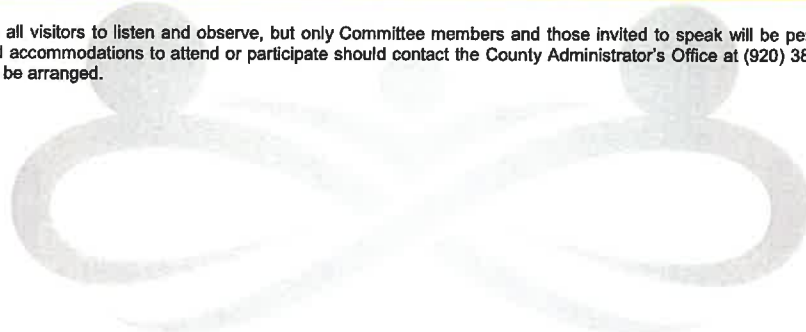 all visitors to listen and observe, but only Committee members and those invited to speak will be pe
accommodations to attend or participate should contact the County Administrator's Office at (920) 38
be arranged.